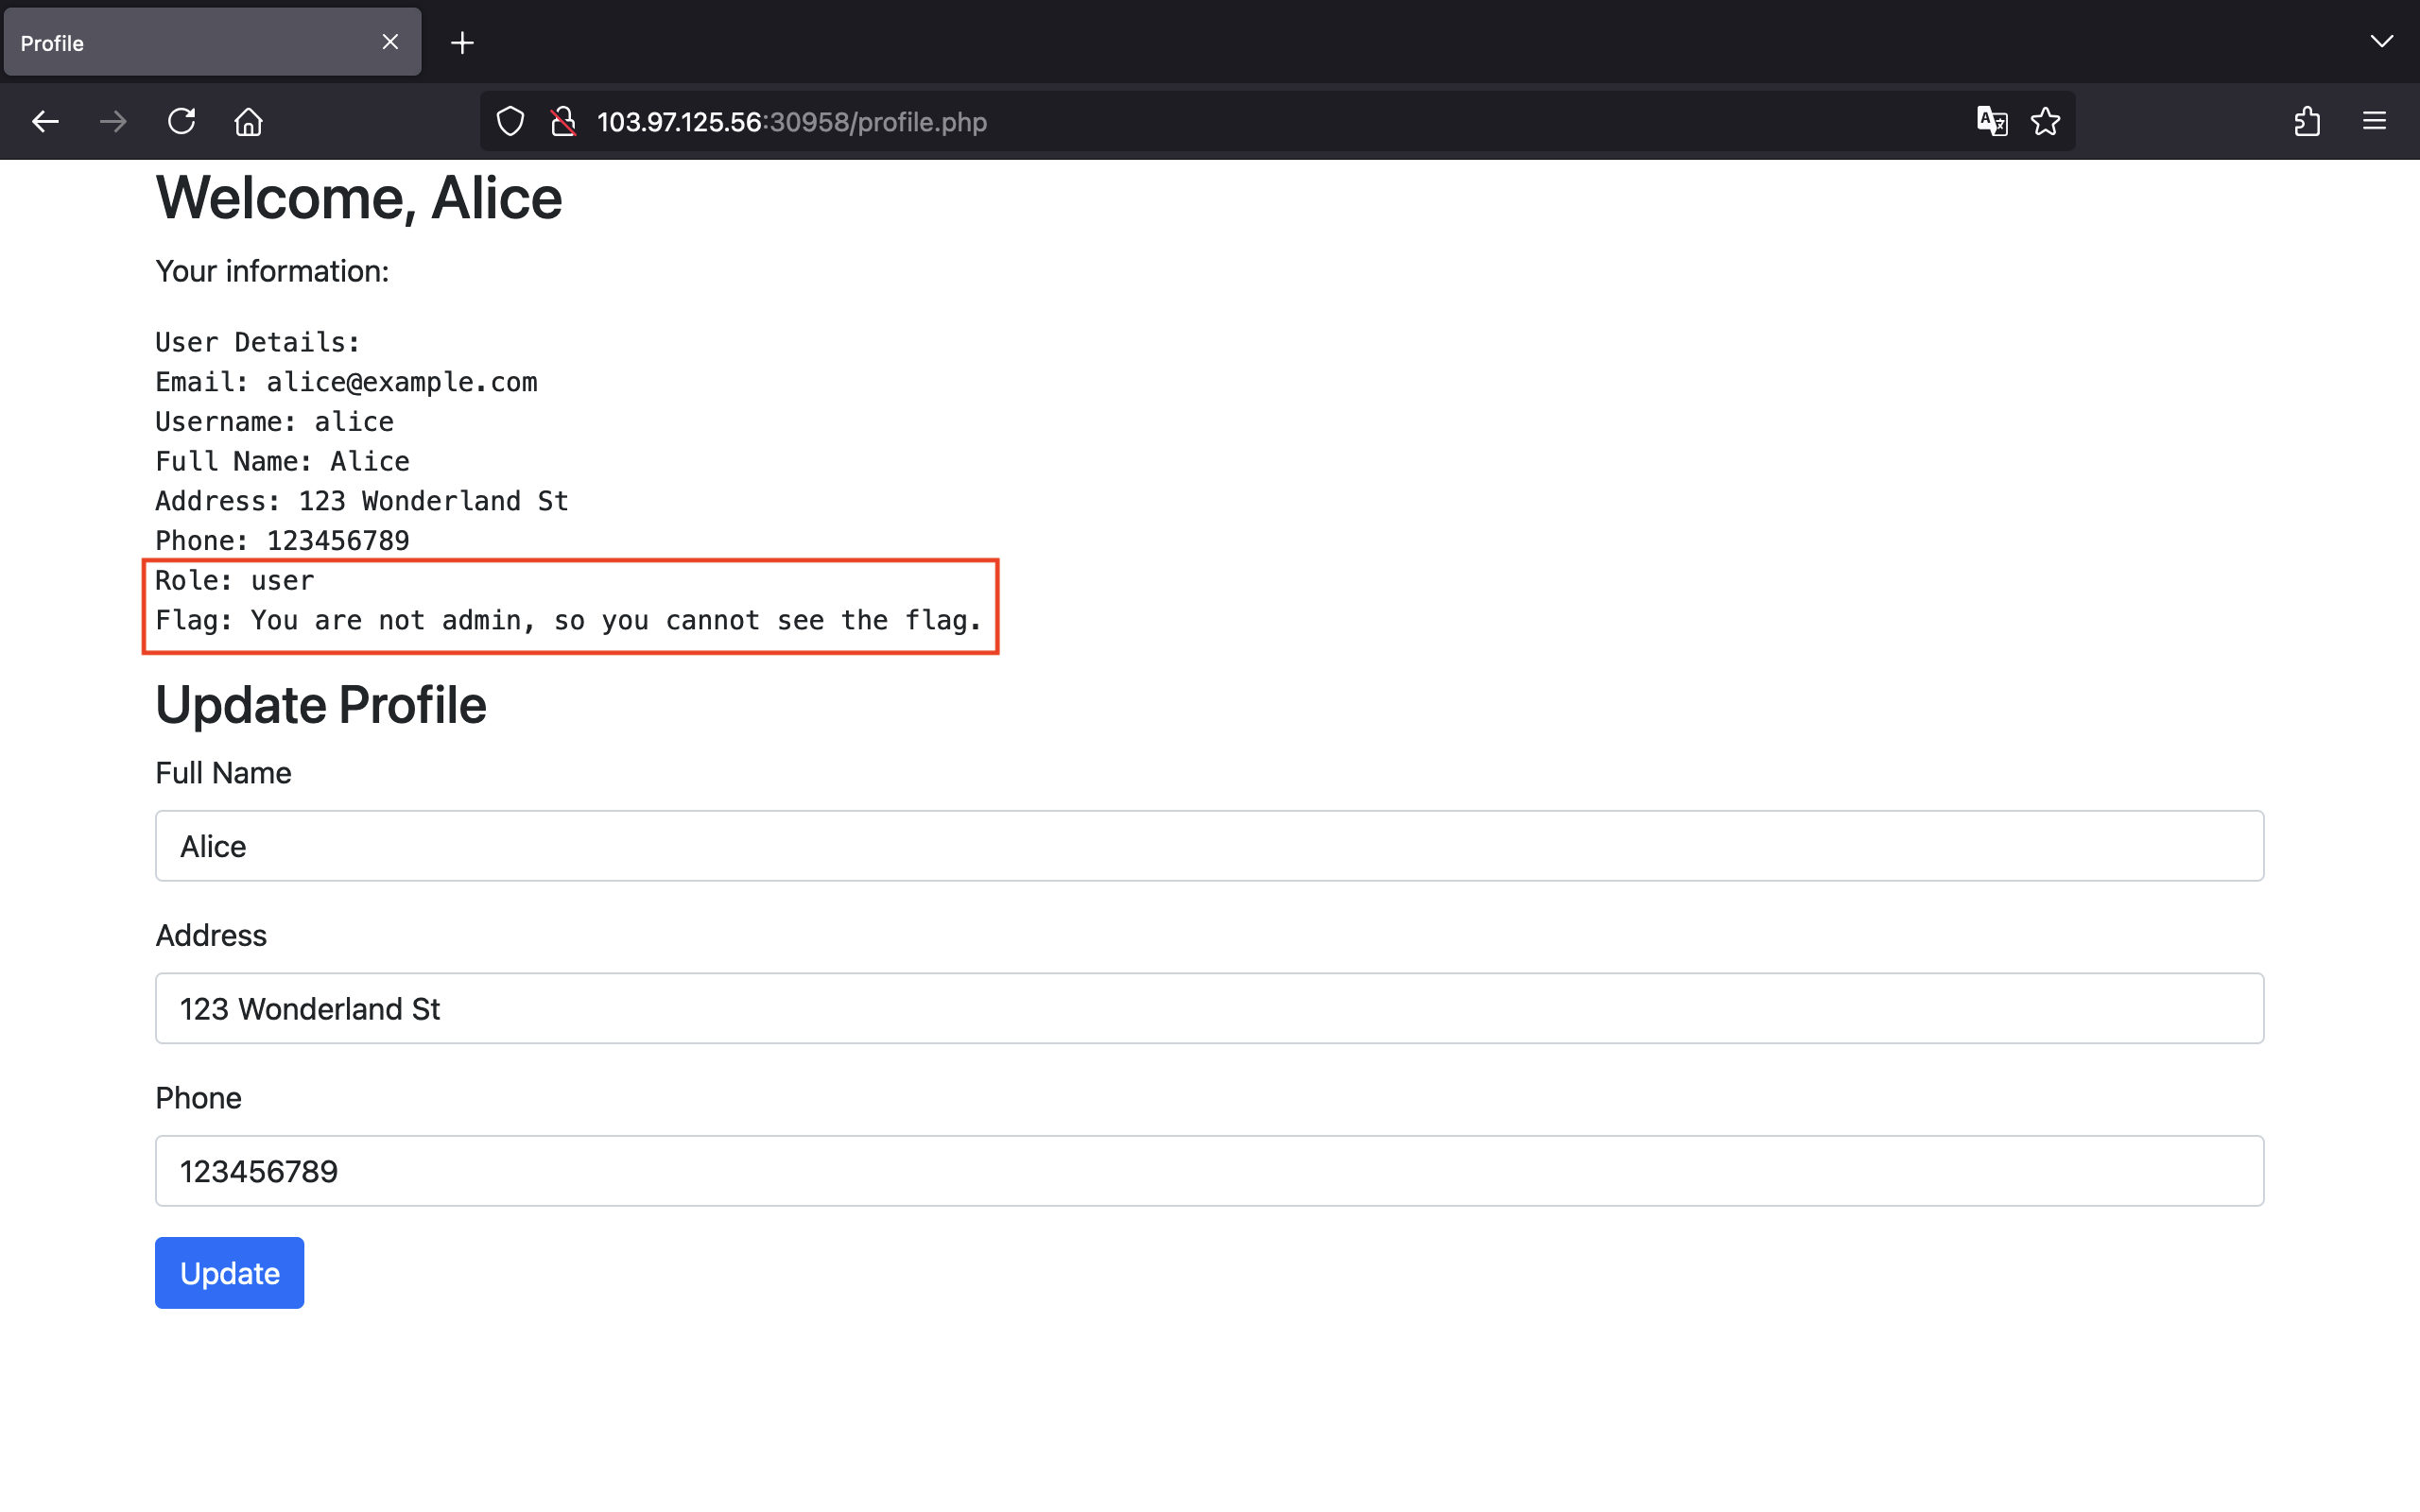 Profile
103.97.125.56:30958/profile.php
Welcome, Alice
Your information:
User Details:
Email: alice@example.com
Username: alice
Full Name: Alice
Address: 123 Wonderland St
Phone: 123456789
Role: user
Flag: You are not admin, so you cannot see the flag.
Update Profile
Full Name
Alice
Address
123 Wonderland St
Phone
123456789
Update